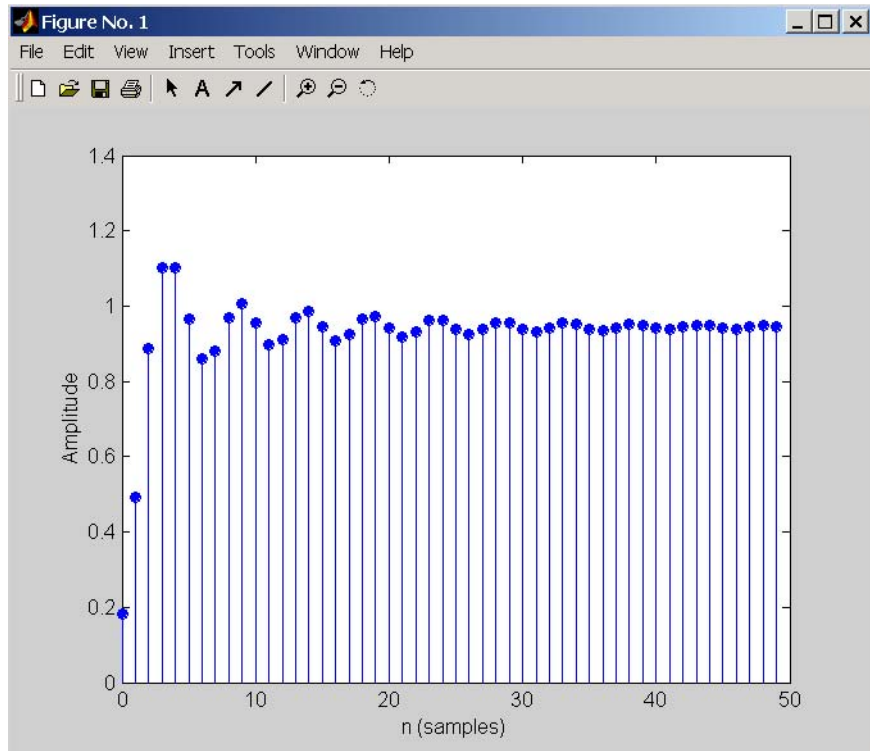 Figure No. 1
File Edit View Insert Tools Window Help
A
1.4
1.2
1
0.8
0.6
0.4
0.2
0
Amplitude
0 10 20 30 40 50
n (samples)